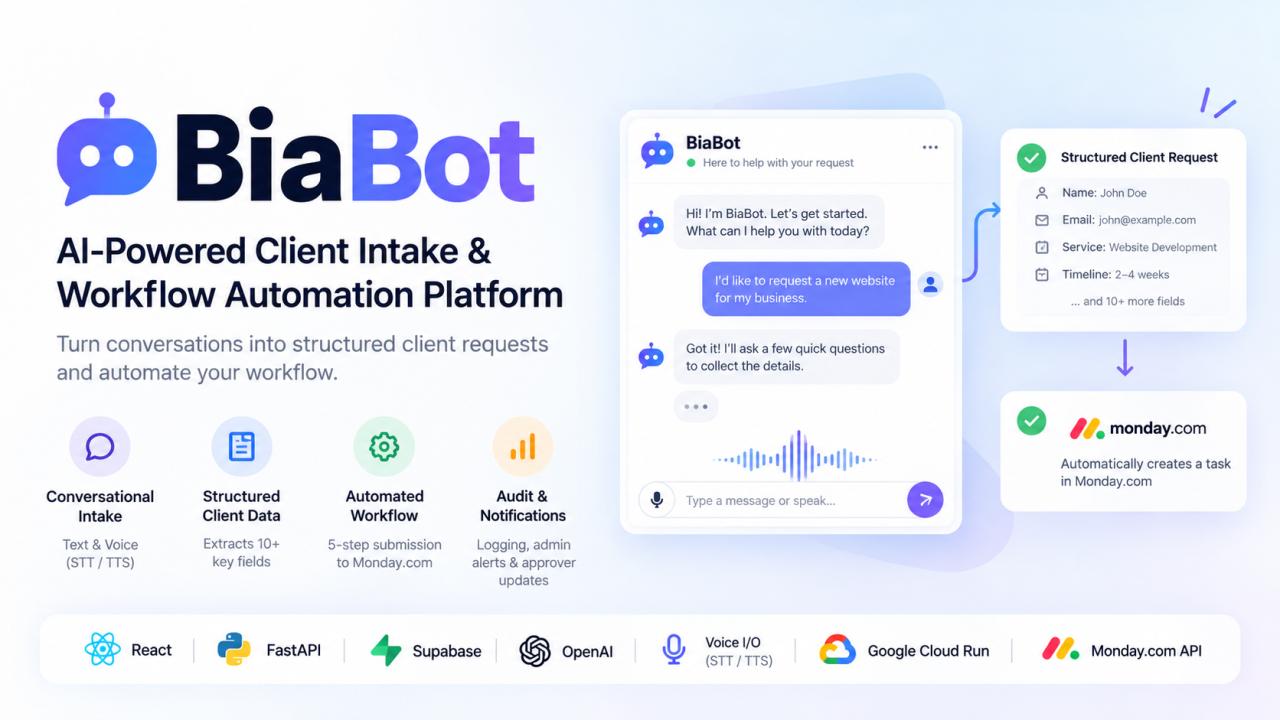 BiaBot
AI-Powered Client Intake &
Workflow Automation Platform
Turn conversations into structured client requests
and automate your workflow.
Conversational
Intake
Text & Voice
(STT / TTS)
Structured
Client Data
Extracts 10+
key fields
Automated
Workflow
5-step submission
to Monday.com
Audit &
Notifications
Logging, admin
alerts & approver
updates
BiaBot
Here to help with your request
Hi! I'm BiaBot. Let's get started.
What can I help you with today?
I'd like to request a new website
for my business.
Got it! I'll ask a few quick questions
to collect the details.
Type a message or speak...
Structured Client Request
Name: John Doe
Email: john@example.com
Service: Website Development
Timeline: 2–4 weeks
... and 10+ more fields
monday.com
Automatically creates a task
in Monday.com
React
FastAPI
Supabase
OpenAI
Voice I/O
(STT / TTS)
Google Cloud Run
Monday.com API